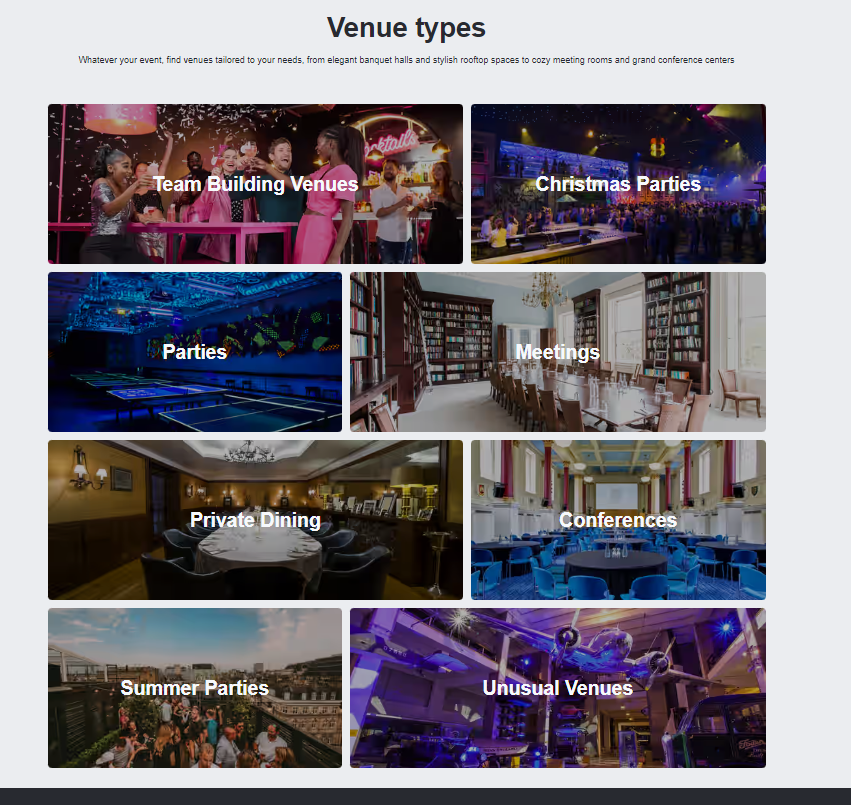 Venue types
Whatever your event, find venues tailored to your needs, from elegant banquet halls and stylish rooftop spaces to cozy meeting rooms and grand conference centers
Cocktails
Team Building Venues
Christmas Parties
Parties
Meetings
Private Dining
Conferences
Summer Parties
Unusual Venues